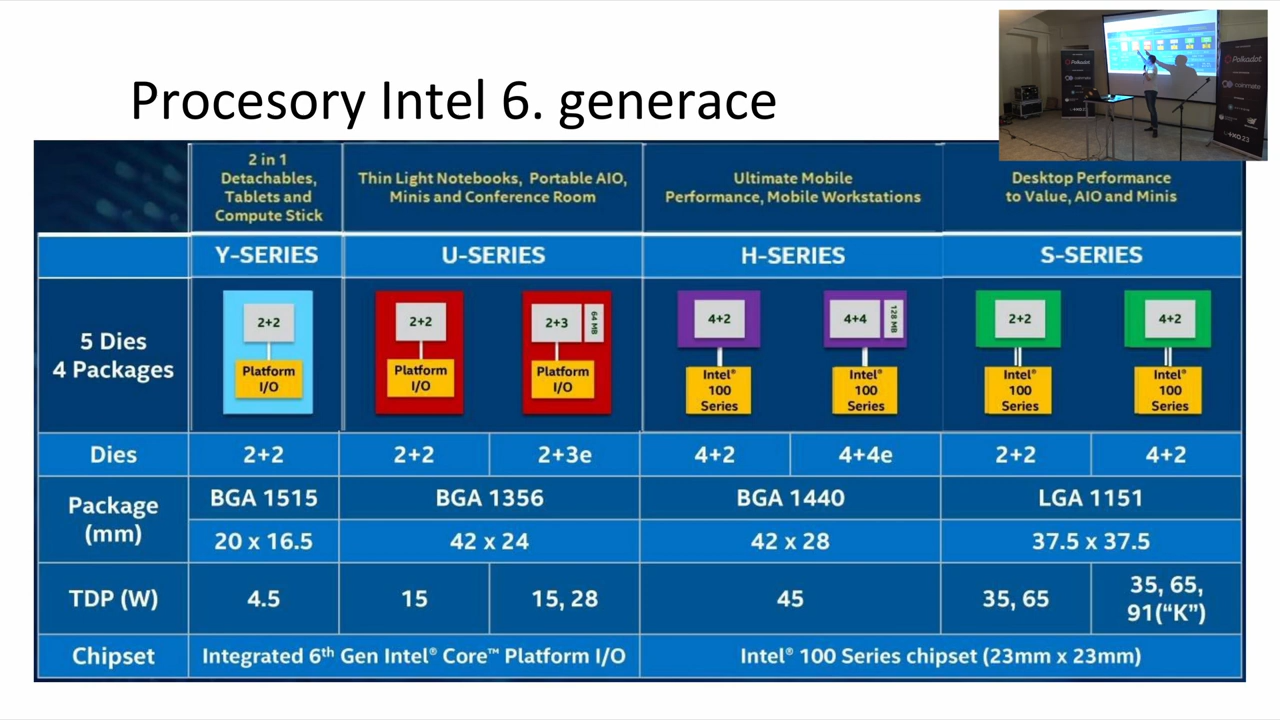 Procesory Intel 6. generace
Polkadot
coinmate
2 in 1
Detachables,
Tablets and
Compute Stick
Thin Light Notebooks, Portable AIO,
Minis and Conference Room
Ultimate Mobile
Performance, Mobile Workstations
Desktop Performance
to Value, AIO and Minis
Y-SERIES
U-SERIES
H-SERIES
S-SERIES
5 Dies
4 Packages
2+2
Platform
I/O
2+2
Platform
I/O
2+3
64 MB
Platform
I/O
4+2
Intel®
100
Series
4+4
128 MB
Intel®
100
Series
2+2
Intel®
100
Series
4+2
Intel®
100
Series
Dies
2+2
2+2
2+3e
4+2
4+4e
2+2
4+2
Package
(mm)
BGA 1515
BGA 1356
BGA 1440
LGA 1151
20 x 16.5
42 x 24
42 x 28
37.5 x 37.5
TDP (W)
4.5
15
15, 28
45
35, 65
35, 65,
91(“K”)
Chipset
Integrated 6th Gen Intel® Core™ Platform I/O
Intel® 100 Series chipset (23mm x 23mm)